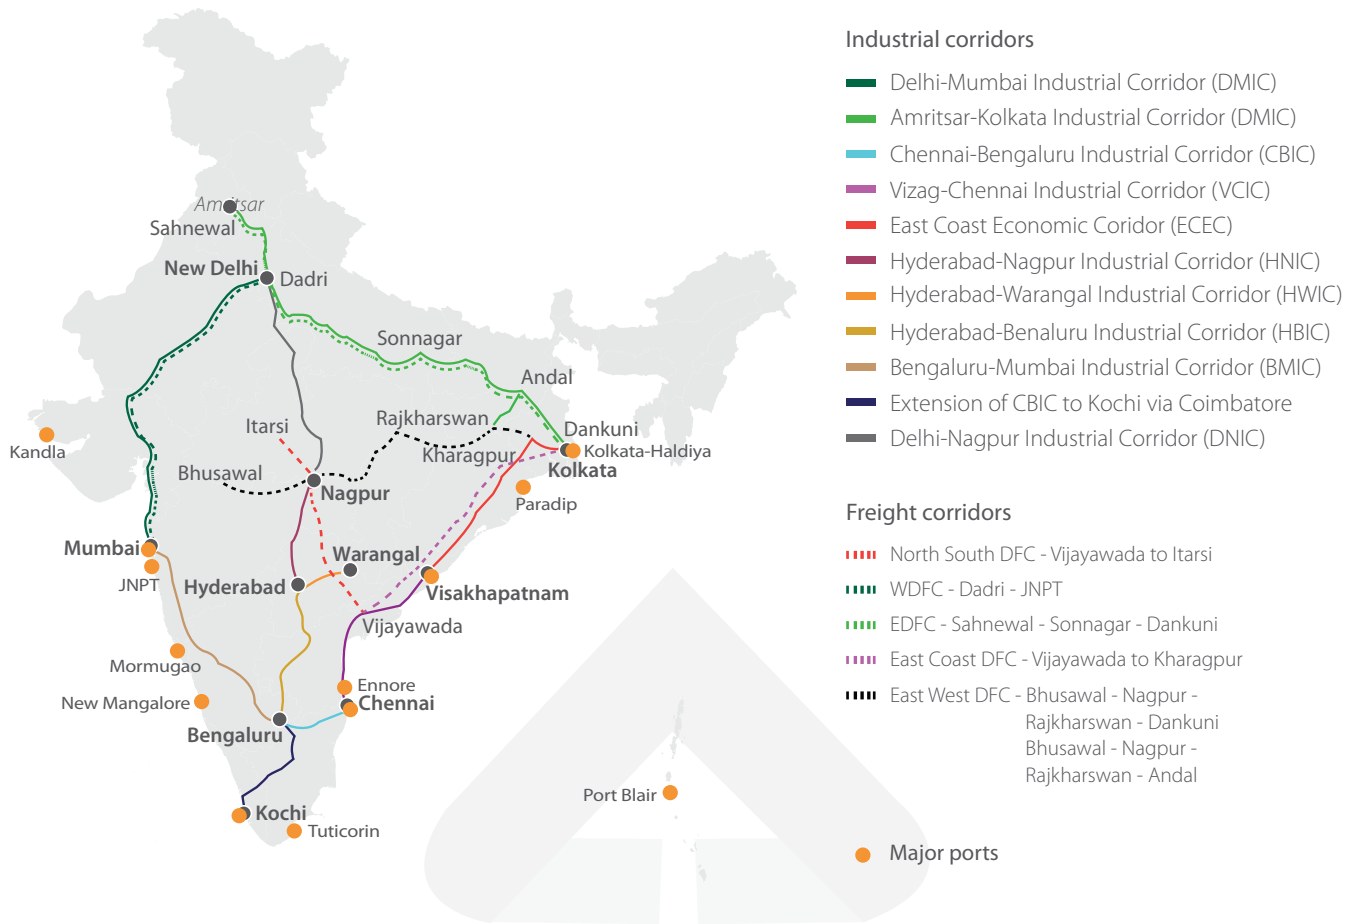 Amritsar
Sahnewal
New Delhi
Dadri
Sonnagar
Andal
Rajkharswan
Itarsi
Dankuni
Kandla
Kharagpur
Kolkata-Haldiya
Bhusawal
Kolkata
Nagpur
Paradip
Mumbai
Warangal
JNPT
Hyderabad
Visakhapatnam
Vijayawada
Mormugao
Ennore
New Mangalore
Chennai
Bengaluru
Port Blair
Kochi
Tuticorin
Industrial corridors
Delhi-Mumbai Industrial Corridor (DMIC)
Amritsar-Kolkata Industrial Corridor (DMIC)
Chennai-Bengaluru Industrial Corridor (CBIC)
Vizag-Chennai Industrial Corridor (VCIC)
East Coast Economic Coridor (ECEC)
Hyderabad-Nagpur Industrial Corridor (HNIC)
Hyderabad-Warangal Industrial Corridor (HWIC)
Hyderabad-Benaluru Industrial Corridor (HBIC)
Bengaluru-Mumbai Industrial Corridor (BMIC)
Extension of CBIC to Kochi via Coimbatore
Delhi-Nagpur Industrial Corridor (DNIC)
Freight corridors
North South DFC - Vijayawada to Itarsi
WDFC - Dadri - JNPT
EDFC - Sahnewal - Sonnagar - Dankuni
East Coast DFC - Vijayawada to Kharagpur
East West DFC - Bhusawal - Nagpur -
Rajkharswan - Dankuni
Bhusawal - Nagpur -
Rajkharswan - Andal
Major ports